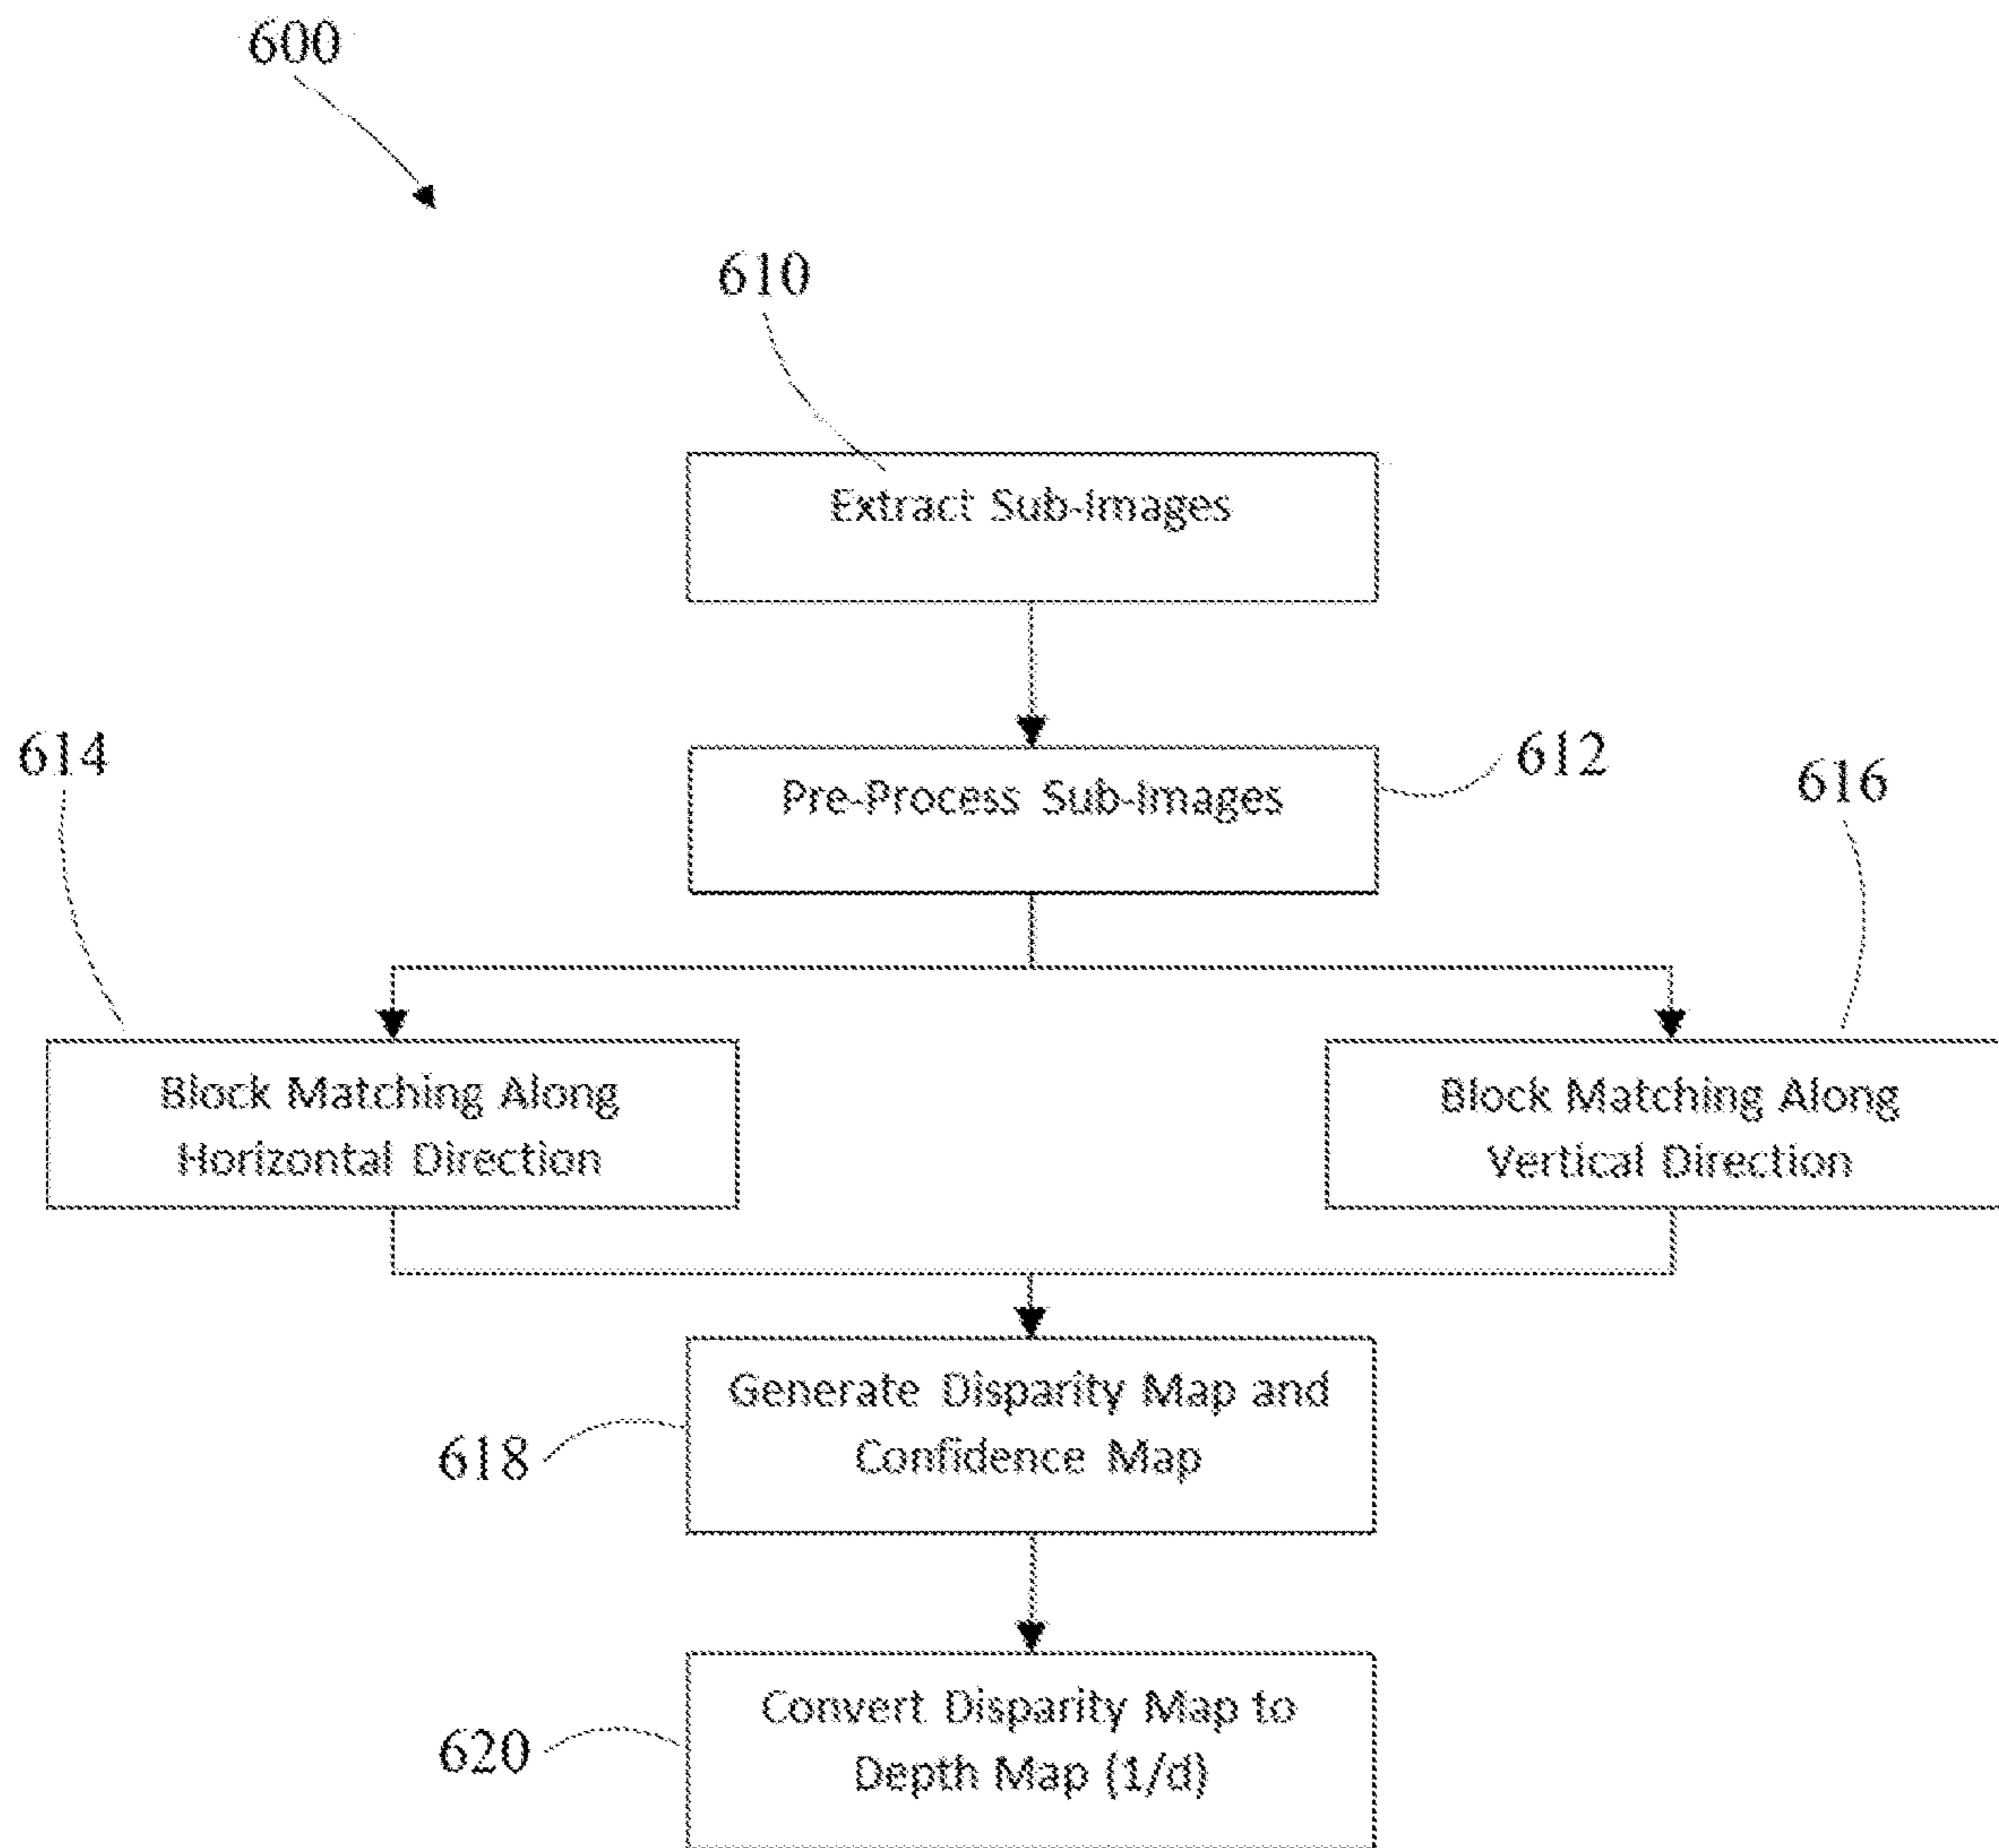 600
610
Extract Sub-Images
614
Pre-Process Sub-Images
612
616
Block Matching Along
Horizontal Direction
Block Matching Along
Vertical Direction
Generate Disparity Map and
Confidence Map
618
Convert Disparity Map to
Depth Map (1/d)
620